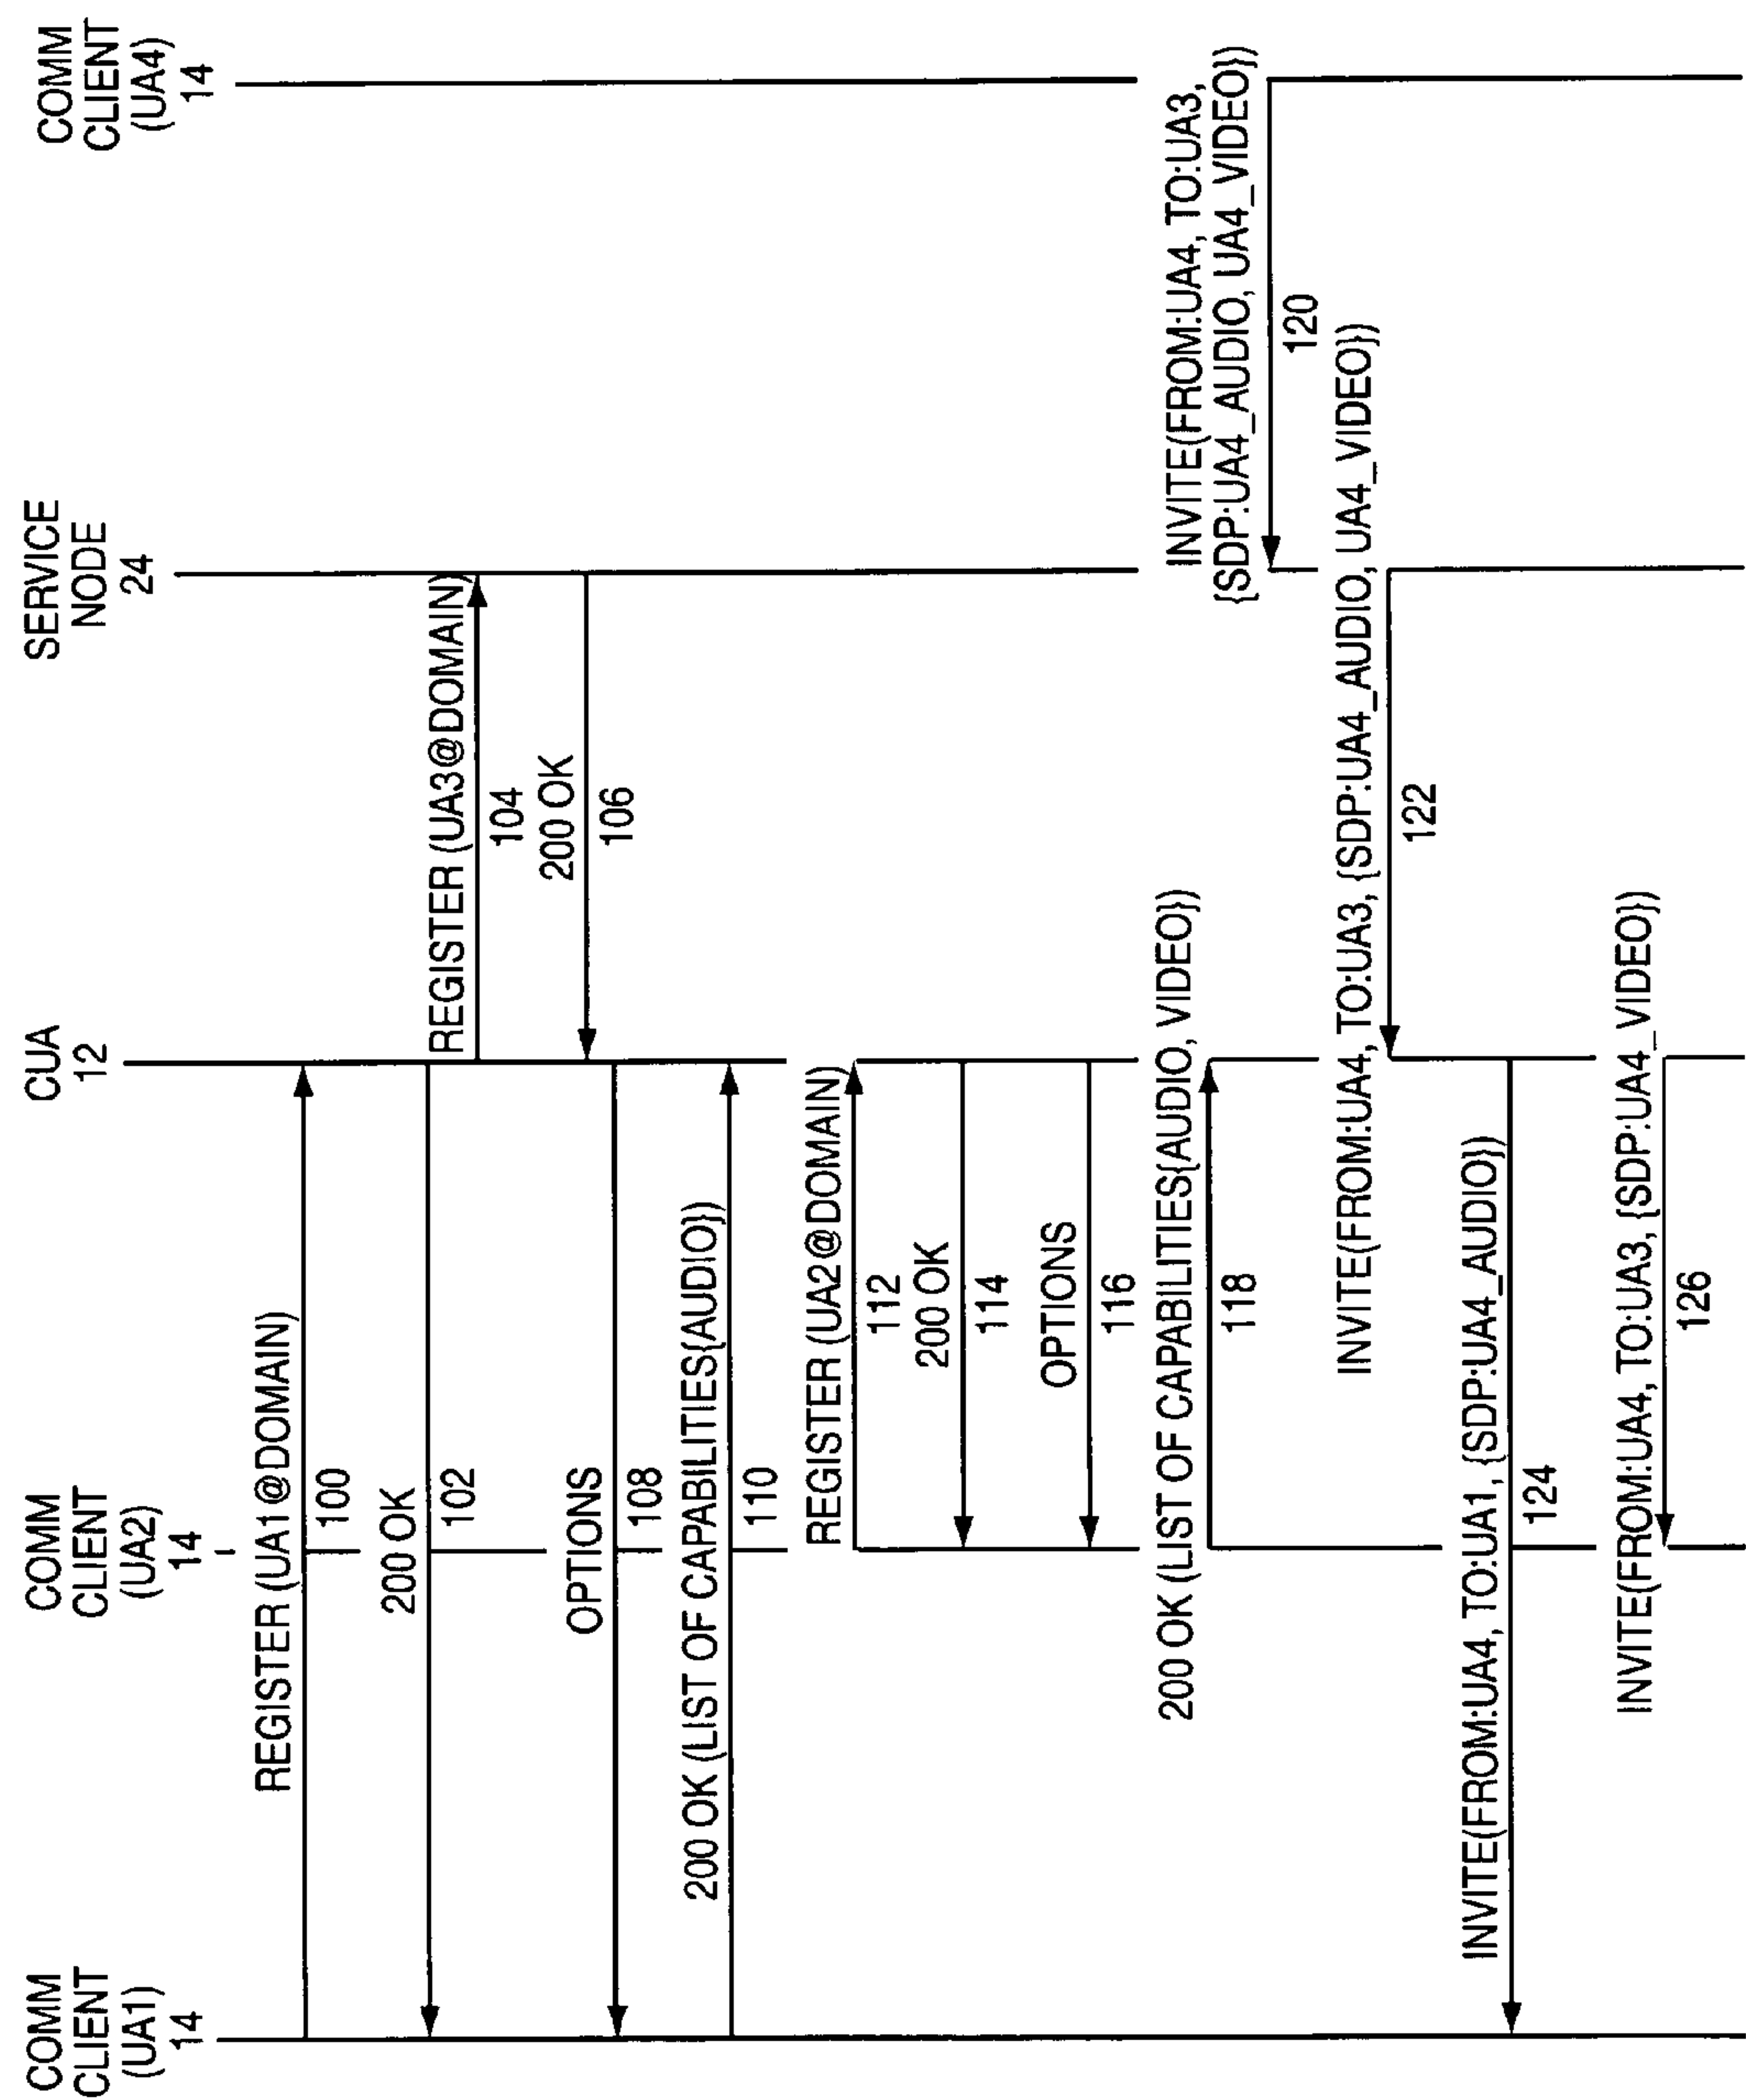 COMM
CLIENT
(UA1)
14
COMM
CLIENT
(UA2)
14
CUA
12
SERVICE
NODE
24
COMM
CLIENT
(UA4)
14
REGISTER (UA1@DOMAIN)
100
200 OK
102
REGISTER (UA3@DOMAIN)
104
200 OK
106
OPTIONS
108
200 OK (LIST OF CAPABILITIES{AUDIO})
110
REGISTER (UA2@DOMAIN)
112
200 OK
114
OPTIONS
116
200 OK (LIST OF CAPABILITIES{AUDIO, VIDEO})
118
INVITE(FROM:UA4, TO:UA3,
{SDP:UA4_AUDIO, UA4_VIDEO})
120
INVITE(FROM:UA4, TO:UA3, {SDP:UA4_AUDIO, UA4_VIDEO})
122
INVITE(FROM:UA4, TO:UA1, {SDP:UA4_AUDIO})
124
INVITE(FROM:UA4, TO:UA3, {SDP:UA4_VIDEO})
126